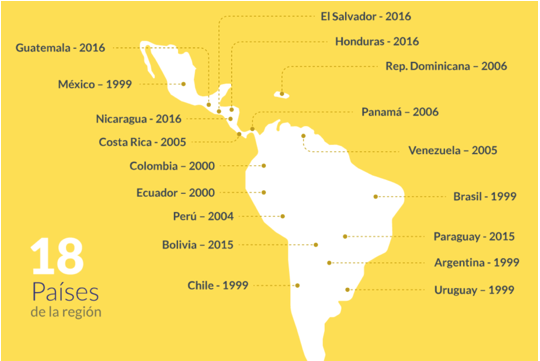 El Salvador - 2016
Guatemala - 2016
Honduras - 2016
Rep. Dominicana – 2006
México – 1999
Nicaragua - 2016
Panamá – 2006
Costa Rica - 2005
Venezuela – 2005
Colombia – 2000
Ecuador – 2000
Brasil - 1999
Perú – 2004
Paraguay - 2015
Bolivia – 2015
Argentina - 1999
Chile - 1999
Uruguay – 1999
18
Países
de la región